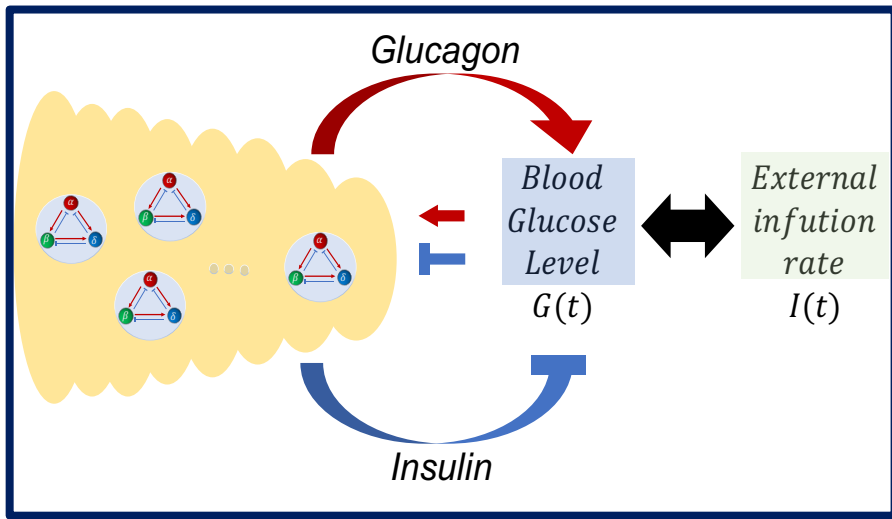 Glucagon
α
β
δ
α
β
δ
α
β
δ
α
β
δ
Blood
Glucose
Level
G(t)
External
infution
rate
I(t)
Insulin